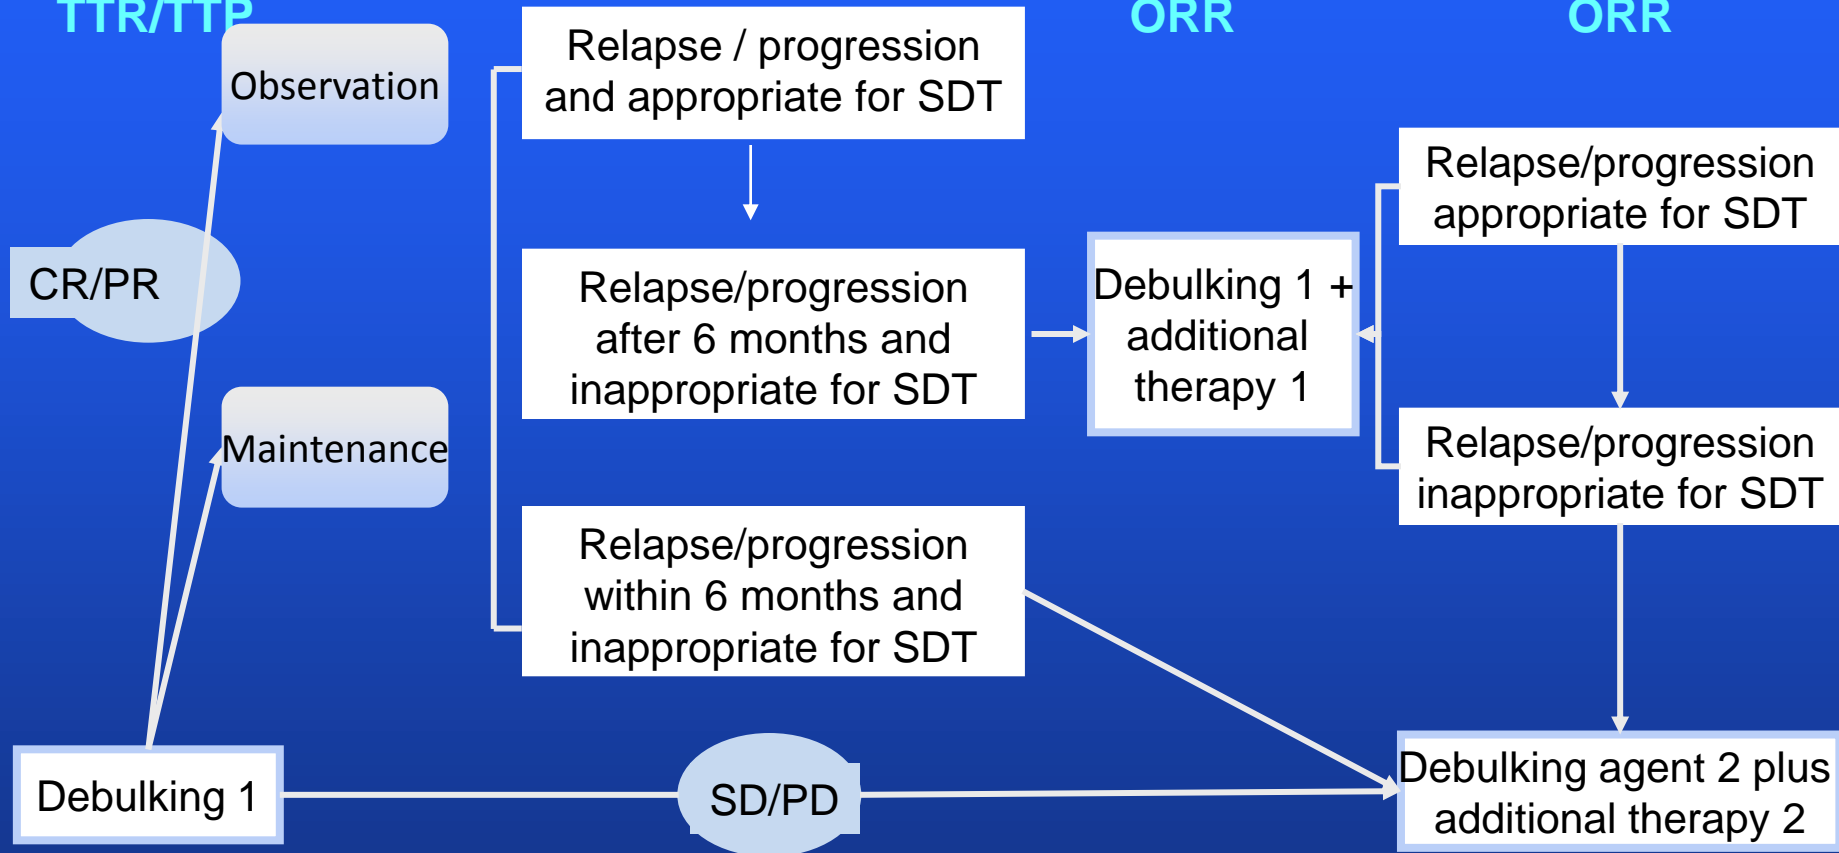 TTR/TTP
ORR
ORR
Observation
Relapse / progression
and appropriate for SDT
Relapse/progression
appropriate for SDT
CR/PR
Relapse/progression
after 6 months and
inappropriate for SDT
Debulking 1 +
additional
therapy 1
Maintenance
Relapse/progression
inappropriate for SDT
Relapse/progression
within 6 months and
inappropriate for SDT
Debulking 1
SD/PD
Debulking agent 2 plus
additional therapy 2